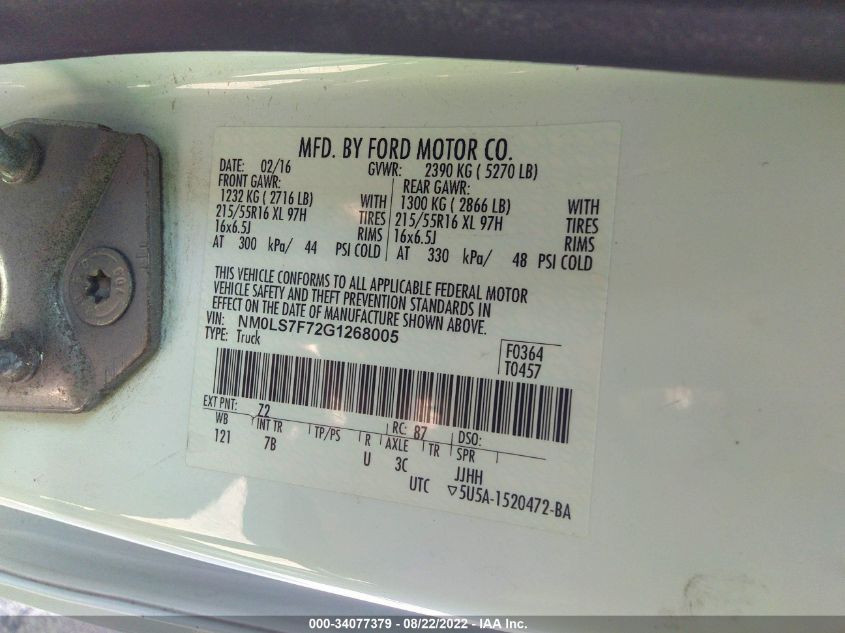 MFD. BY FORD MOTOR CO.
DATE: 02/16 GVWR: 2390 KG ( 5270 LB)
FRONT GAWR: REAR GAWR:
1232 KG ( 2716 LB) WITH 1300 KG ( 2866 LB) WITH
215/55R16 XL 97H TIRES 215/55R16 XL 97H TIRES
16x6.5J RIMS 16x6.5J RIMS
AT 300 kPa/ 44 PSI COLD AT 330 kPa/ 48 PSI COLD
THIS VEHICLE CONFORMS TO ALL APPLICABLE FEDERAL MOTOR
VEHICLE SAFETY AND THEFT PREVENTION STANDARDS IN
EFFECT ON THE DATE OF MANUFACTURE SHOWN ABOVE.
VIN: NM0LS7F72G1268005
TYPE: Truck
F0364
T0457
EXT PNT: Z2 RC: 87 DSO:
WB INT TR TP/PS R AXLE TR SPR
121 7B U 3C JJHH
UTC ▽5U5A-1520472-BA
000-34077379 - 08/22/2022 - IAA Inc.